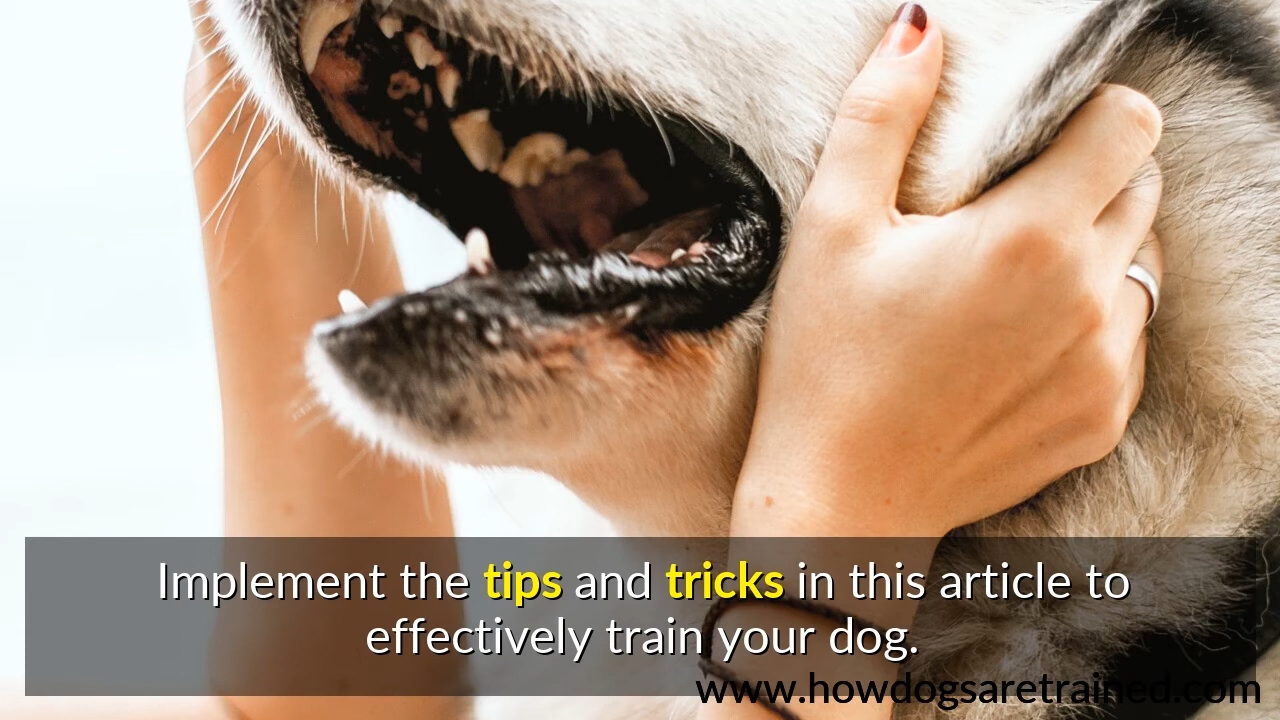 Implement the tips and tricks in this article to
effectively train your dog.
www.howdogsaretrained.com